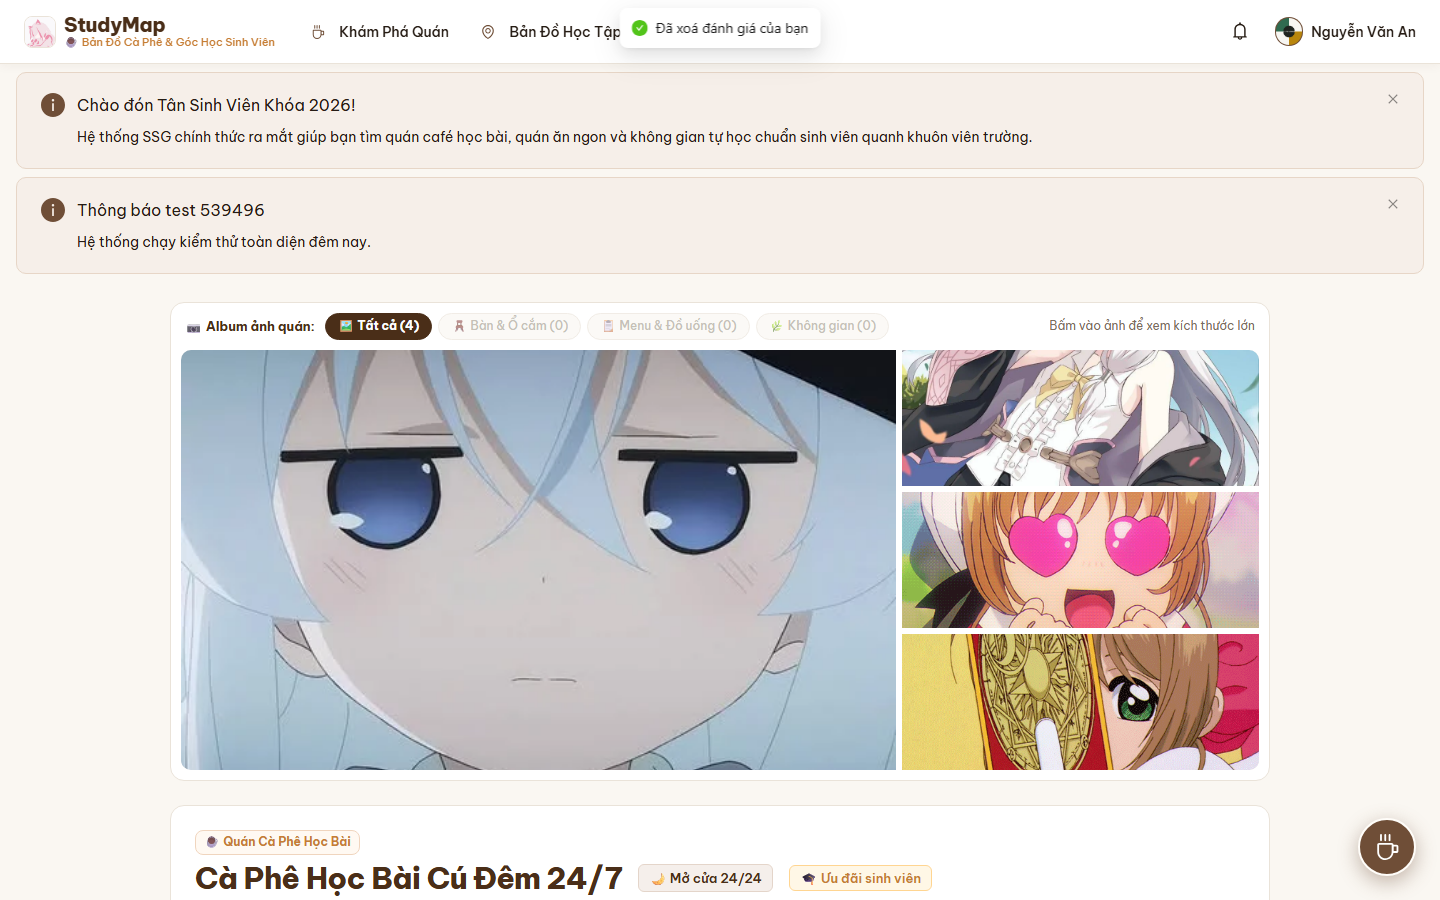 StudyMap
Bản Đồ Cà Phê & Góc Học Sinh Viên
Khám Phá Quán
Bản Đồ Học Tập
Đã xoá đánh giá của bạn
Nguyễn Văn An
Chào đón Tân Sinh Viên Khóa 2026!
Hệ thống SSG chính thức ra mắt giúp bạn tìm quán café học bài, quán ăn ngon và không gian tự học chuẩn sinh viên quanh khuôn viên trường.
Thông báo test 539496
Hệ thống chạy kiểm thử toàn diện đêm nay.
Album ảnh quán:
Tất cả (4)
Bàn & Ổ cắm (0)
Menu & Đồ uống (0)
Không gian (0)
Bấm vào ảnh để xem kích thước lớn
Quán Cà Phê Học Bài
Cà Phê Học Bài Cú Đêm 24/7
Mở cửa 24/24
Ưu đãi sinh viên